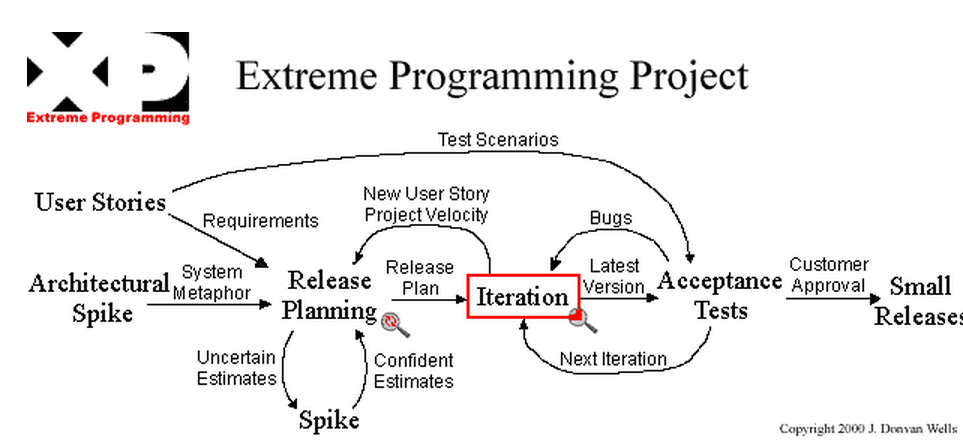 XP
Extreme Programming
Extreme Programming Project
Test Scenarios
User Stories
Requirements
New User Story
Project Velocity
Bugs
Architectural
Spike
System
Metaphor
Release
Planning
Release
Plan
Iteration
Latest
Version
Acceptance
Tests
Customer
Approval
Small
Releases
Uncertain
Estimates
Confident
Estimates
Next Iteration
Spike
Copyright 2000 J. Donvan Wells